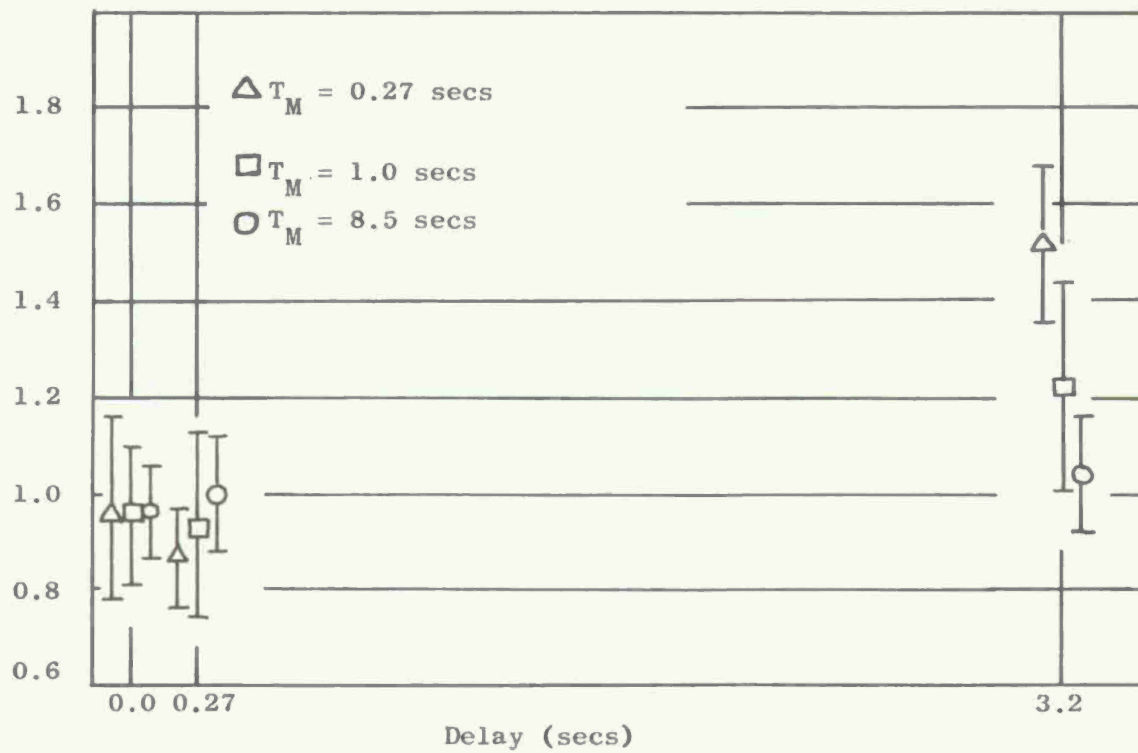 1.8
△ T_M = 0.27 secs
□ T_M = 1.0 secs
1.6
○ T_M = 8.5 secs
1.4
1.2
1.0
0.8
0.6
0.0 0.27 3.2
Delay (secs)